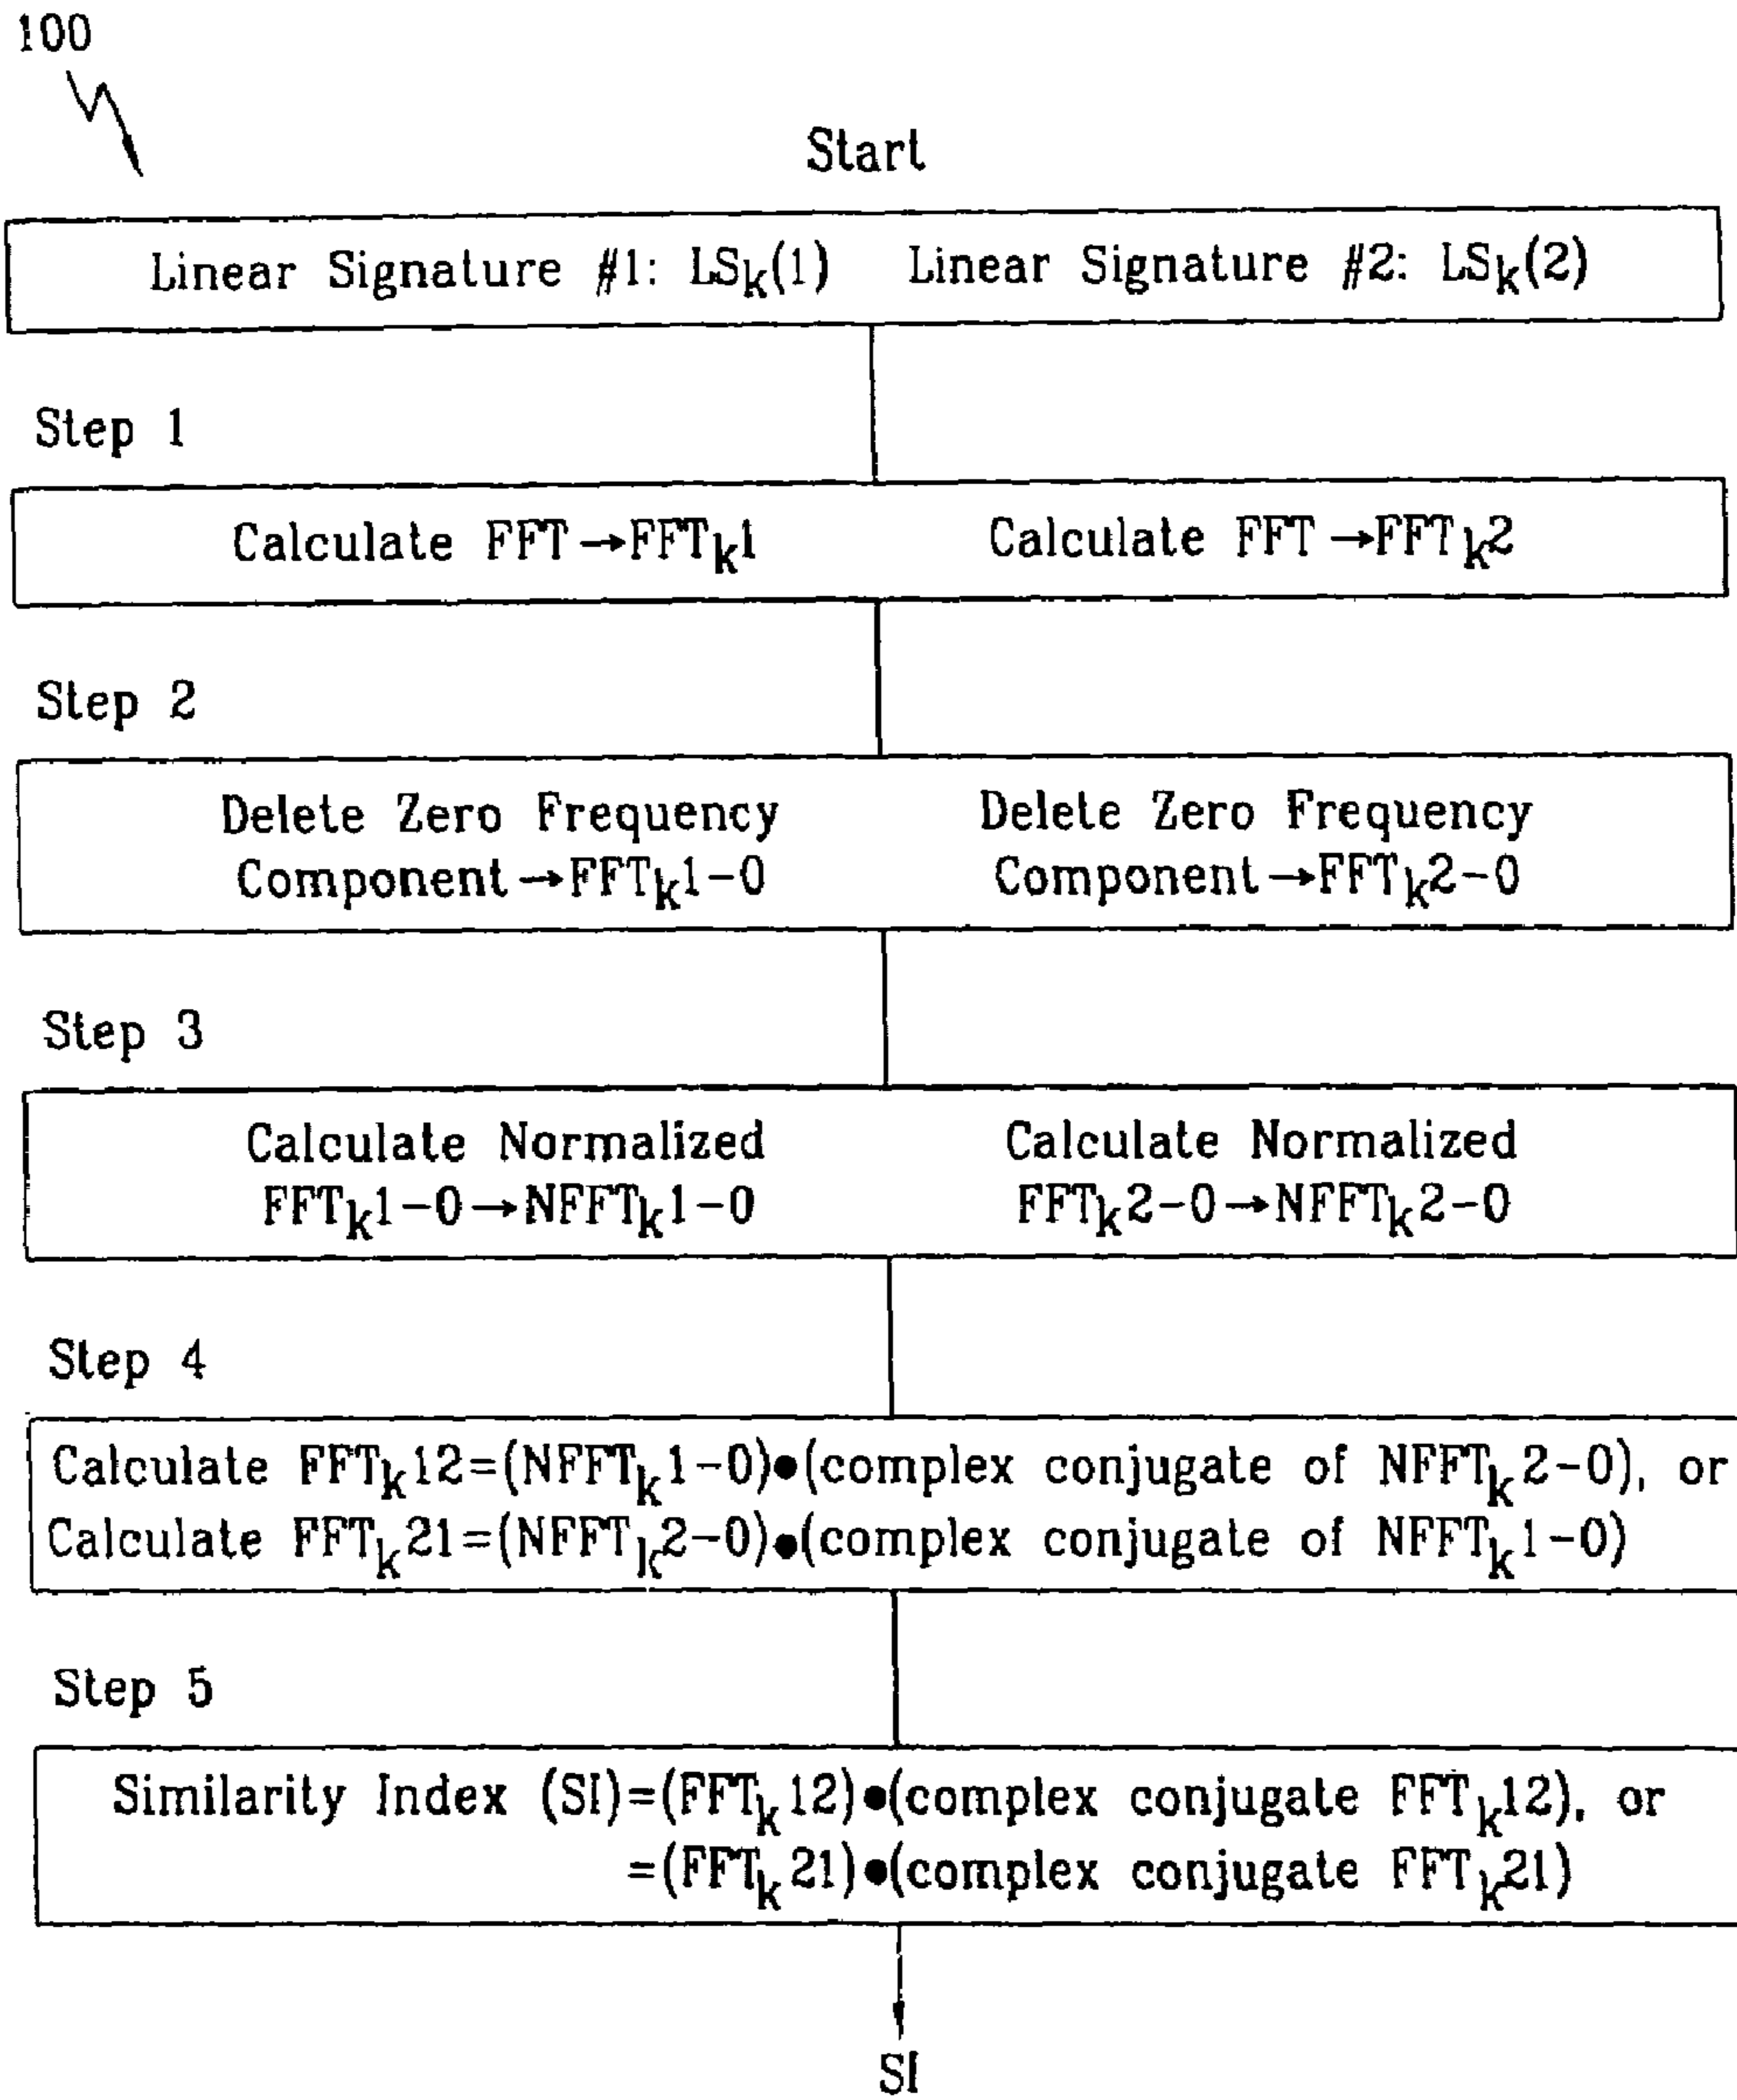 100
Start
Linear Signature #1: LSk(1) Linear Signature #2: LSk(2)
Step 1
Calculate FFT→FFTk1 Calculate FFT→FFTk2
Step 2
Delete Zero Frequency Delete Zero Frequency
Component→FFTk1-0 Component→FFTk2-0
Step 3
Calculate Normalized Calculate Normalized
FFTk1-0→NFFTk1-0 FFTk2-0→NFFTk2-0
Step 4
Calculate FFTk12=(NFFTk1-0)●(complex conjugate of NFFTk2-0), or
Calculate FFTk21=(NFFTk2-0)●(complex conjugate of NFFTk1-0)
Step 5
Similarity Index (SI)=(FFTk12)●(complex conjugate FFTk12), or
=(FFTk21)●(complex conjugate FFTk21)
SI